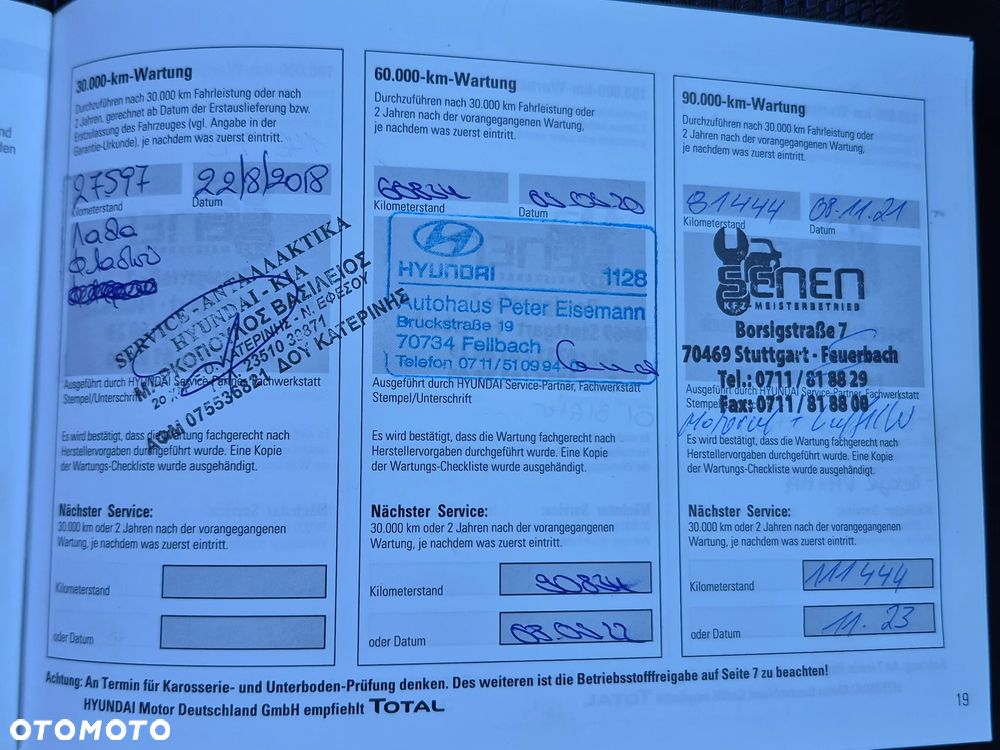 30.000-km-Wartung
Durchzuführen nach 30.000 km Fahrleistung oder nach
2 Jahren, gerechnet ab Datum der Erstauslieferung bzw.
Erstzulassung des Fahrzeuges (vgl. Angabe in der
Garantie-Urkunde), je nachdem was zuerst eintritt.
27597 22/8/2018
Kilometerstand Datum
Λαδα
SERVICE - ΑΝΤΑΛΛΑΚΤΙΚΑ
HYUNDAI - KIA
ΜΑΡΚΟΠΟΥΛΟΣ ΒΑΣΙΛΕΙΟΣ
ΚΑΤΕΡΙΝΗΣ - Ν. ΕΦΕΣΟΥ
ΔΟΥ ΚΑΤΕΡΙΝΗΣ
Ausgeführt durch HYUNDAI Service-Partner, Fachwerkstatt
Stempel/Unterschrift
Es wird bestätigt, dass die Wartung fachgerecht nach
Herstellervorgaben durchgeführt wurde. Eine Kopie
der Wartungs-Checkliste wurde ausgehändigt.
Nächster Service:
30.000 km oder 2 Jahren nach der vorangegangenen
Wartung, je nachdem was zuerst eintritt.
Kilometerstand
oder Datum
60.000-km-Wartung
Durchzuführen nach 30.000 km Fahrleistung oder
2 Jahren nach der vorangegangenen Wartung,
je nachdem was zuerst eintritt.
Kilometerstand Datum
HYUNDAI 1128
Autohaus Peter Eisemann
Bruckstraße 19
70734 Fellbach
Telefon 0711/510994
Ausgeführt durch HYUNDAI Service-Partner, Fachwerkstatt
Stempel/Unterschrift
Es wird bestätigt, dass die Wartung fachgerecht nach
Herstellervorgaben durchgeführt wurde. Eine Kopie
der Wartungs-Checkliste wurde ausgehändigt.
Nächster Service:
30.000 km oder 2 Jahren nach der vorangegangenen
Wartung, je nachdem was zuerst eintritt.
Kilometerstand 90834
oder Datum 03.09.22
90.000-km-Wartung
Durchzuführen nach 30.000 km Fahrleistung oder
2 Jahren nach der vorangegangenen Wartung,
je nachdem was zuerst eintritt.
81444 08.11.21
Kilometerstand Datum
SENEN
KFZ-MEISTERBETRIEB
Borsigstraße 7
70469 Stuttgart - Feuerbach
Tel.: 0711/81 88 29
Ausgeführt durch HYUNDAI Service-Partner, Fachwerkstatt
Fax: 0711/81 88 08
Es wird bestätigt, dass die Wartung fachgerecht nach
Herstellervorgaben durchgeführt wurde. Eine Kopie
der Wartungs-Checkliste wurde ausgehändigt.
Nächster Service:
30.000 km oder 2 Jahren nach der vorangegangenen
Wartung, je nachdem was zuerst eintritt.
Kilometerstand 111444
oder Datum 11.23
Achtung: An Termin für Karosserie- und Unterboden-Prüfung denken. Des weiteren ist die Betriebsstofffreigabe auf Seite 7 zu beachten!
HYUNDAI Motor Deutschland GmbH empfiehlt TOTAL
19
OTOMOTO